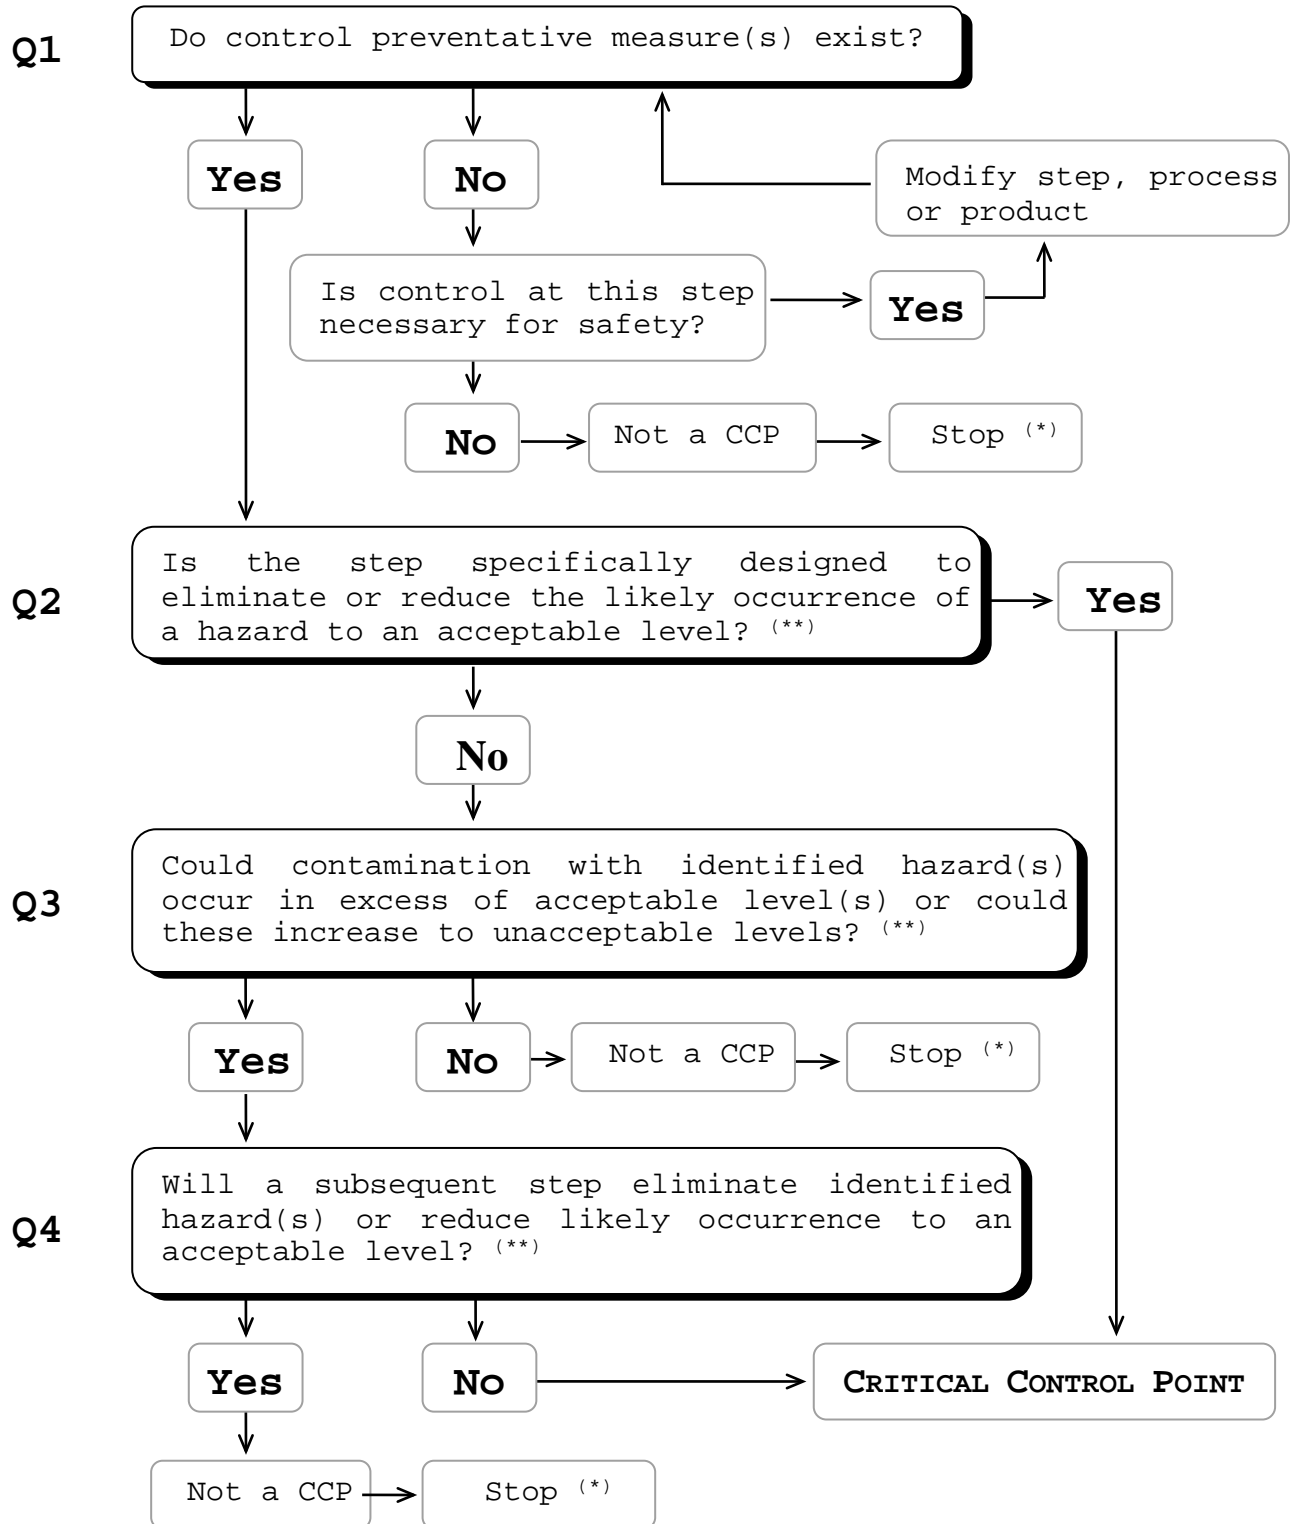 Q1
Do control preventative measure(s) exist?
Yes
No
Modify step, process
or product
Is control at this step
necessary for safety?
Yes
No
Not a CCP
Stop (*)
Q2
Is the step specifically designed to
eliminate or reduce the likely occurrence of
a hazard to an acceptable level? (**)
Yes
No
Q3
Could contamination with identified hazard(s)
occur in excess of acceptable level(s) or could
these increase to unacceptable levels? (**)
Yes
No
Not a CCP
Stop (*)
Q4
Will a subsequent step eliminate identified
hazard(s) or reduce likely occurrence to an
acceptable level? (**)
Yes
No
CRITICAL CONTROL POINT
Not a CCP
Stop (*)